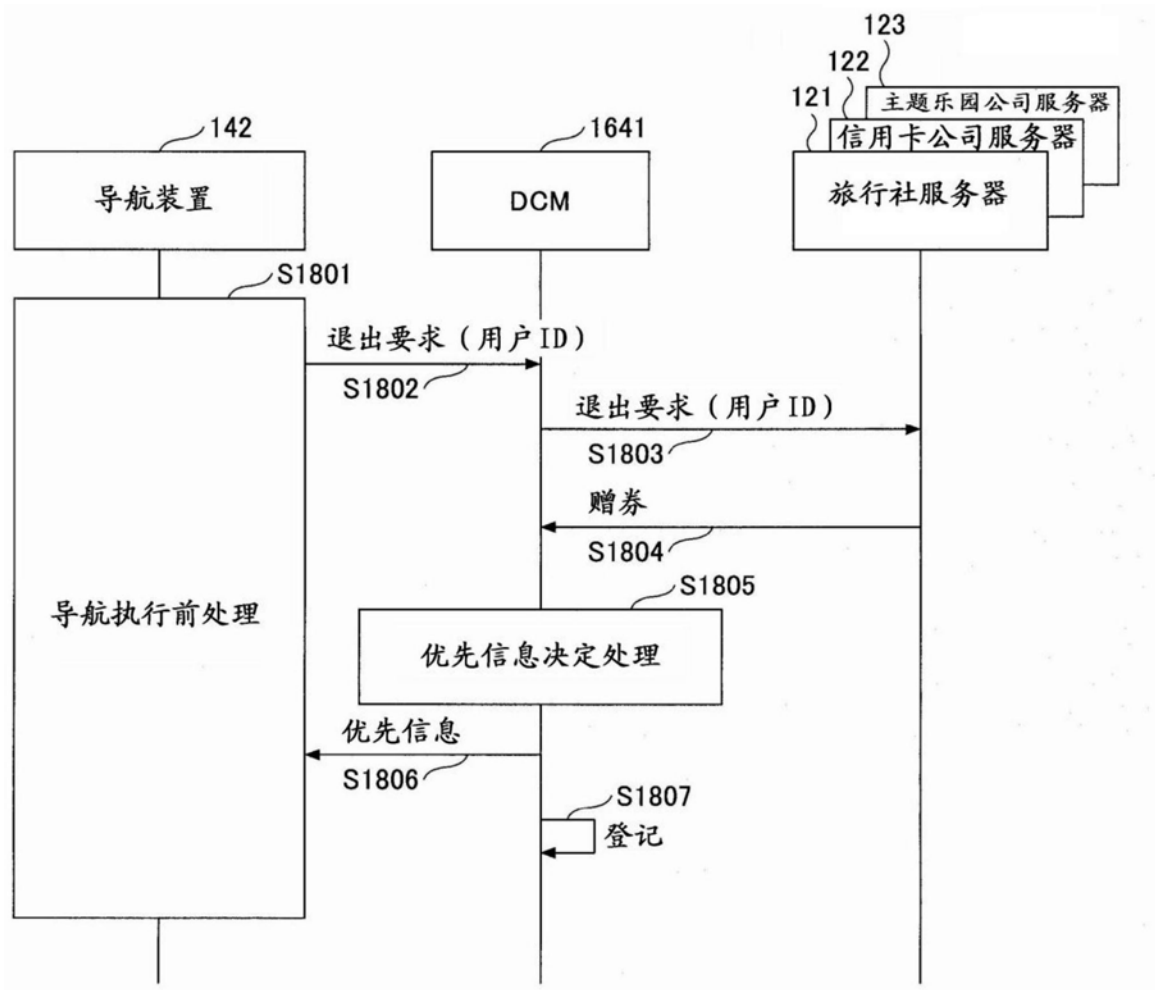 123
122
121
主题乐园公司服务器
142
1641
信用卡公司服务器
导航装置
DCM
旅行社服务器
S1801
退出要求（用户ID）
S1802
退出要求（用户ID）
S1803
赠券
S1804
S1805
导航执行前处理
优先信息决定处理
优先信息
S1806
S1807
登记